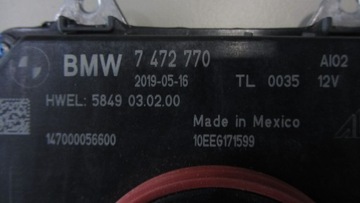 BMW 7 472 770 AI02
2019-05-16 TL 0035 12V
HWEL: 5849 03.02.00
Made in Mexico
147000056600 10EEG171599